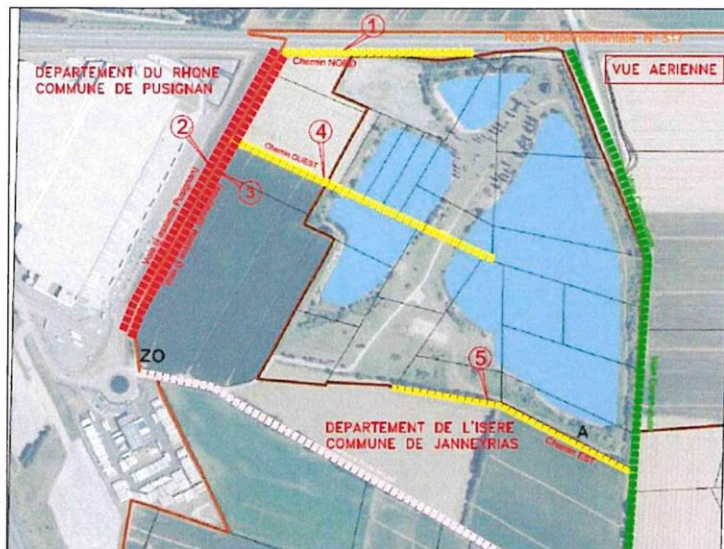 1
Route Départementale N° 517
Chemin NORD
DEPARTEMENT DU RHONE
COMMUNE DE PUSIGNAN
VUE AERIENNE
2
4
Chemin OUEST
3
ZO
5
DEPARTEMENT DE L'ISERE
COMMUNE DE JANNEYRIAS
A
Chemin EST